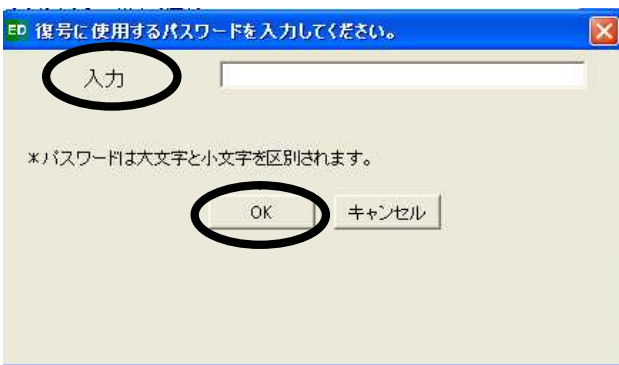 ED 復号に使用するパスワードを入力してください。
入力
*パスワードは大文字と小文字を区別されます。
OK キャンセル